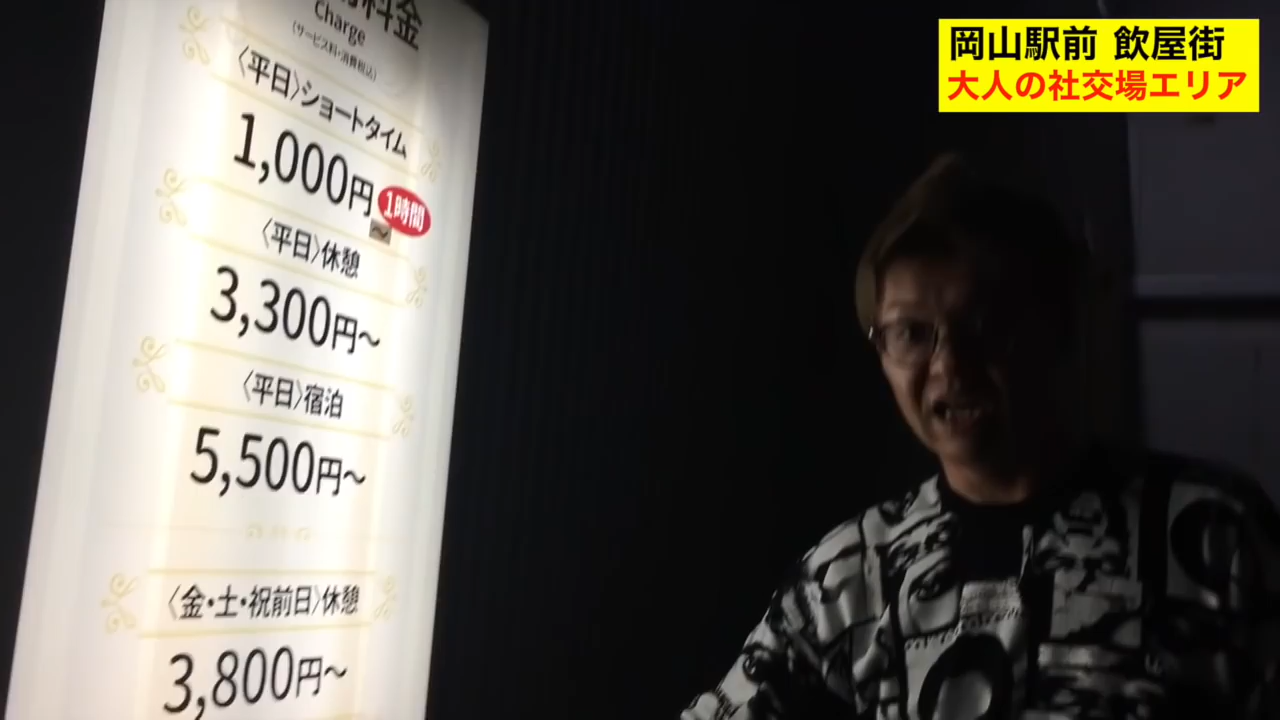 料金
Charge
(サービス料・消費税込)
〈平日〉ショートタイム
1,000円～
1時間
〈平日〉休憩
3,300円～
〈平日〉宿泊
5,500円～
〈金・土・祝前日〉休憩
3,800円～
岡山駅前 飲屋街
大人の社交場エリア